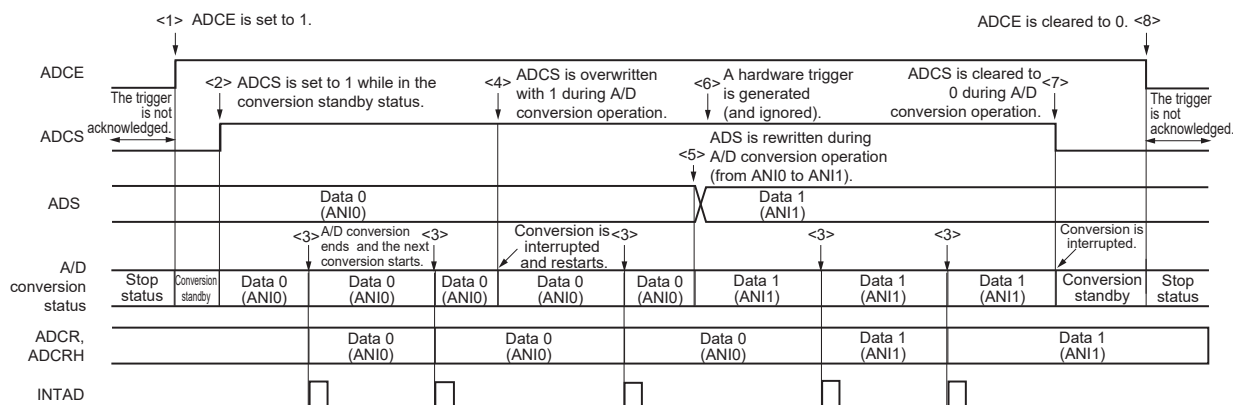 <1> ADCE is set to 1.
ADCE is cleared to 0. <8>
ADCE
The trigger
is not
acknowledged.
<2> ADCS is set to 1 while in the
conversion standby status.
<4> ADCS is overwritten
with 1 during A/D
conversion operation.
<6> A hardware trigger
is generated
(and ignored).
ADCS is cleared to
0 during A/D
conversion operation.
<7>
The trigger
is not
acknowledged.
ADCS
<5> ADS is rewritten during
A/D conversion operation
(from ANI0 to ANI1).
ADS
Data 0
(ANI0)
Data 1
(ANI1)
<3> A/D conversion
ends and the next
conversion starts.
<3>
Conversion is
interrupted
and restarts.
<3>
<3>
<3>
Conversion is
interrupted.
A/D
conversion
status
Stop
status
Conversion
standby
Data 0
(ANI0)
Data 0
(ANI0)
Data 0
(ANI0)
Data 0
(ANI0)
Data 0
(ANI0)
Data 1
(ANI1)
Data 1
(ANI1)
Data 1
(ANI1)
Conversion
standby
Stop
status
ADCR,
ADCRH
Data 0
(ANI0)
Data 0
(ANI0)
Data 0
(ANI0)
Data 1
(ANI1)
Data 1
(ANI1)
INTAD